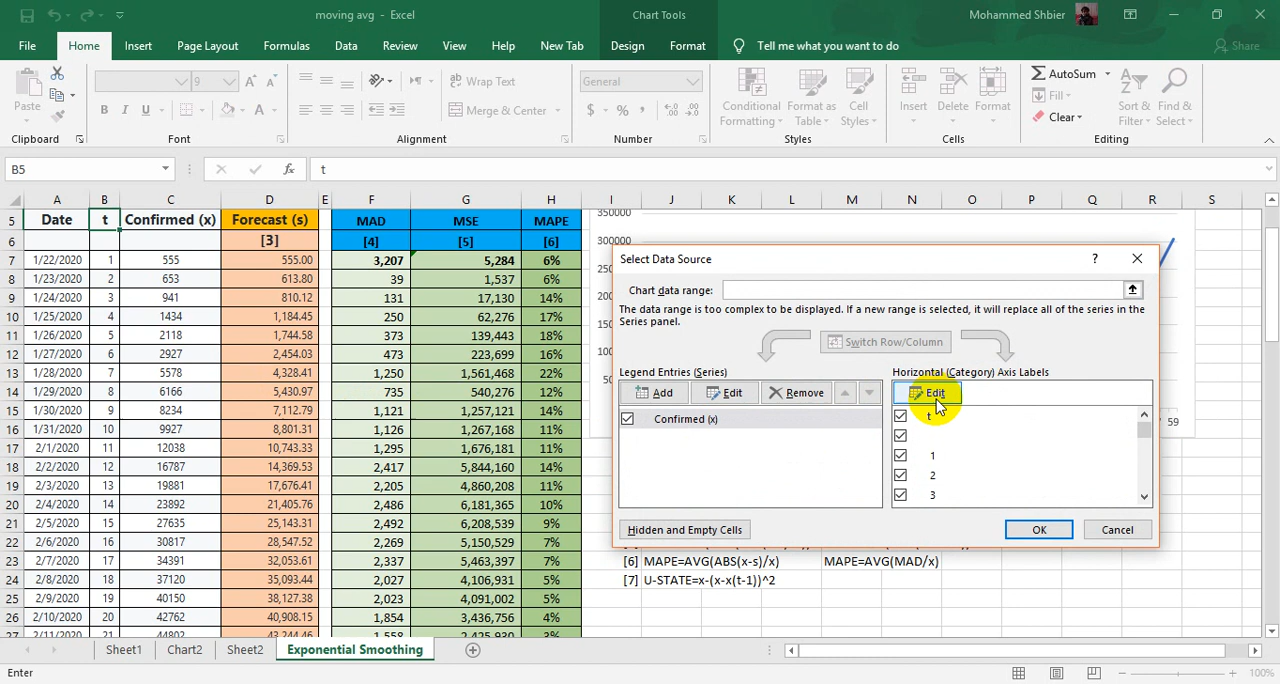 moving avg - Excel
Chart Tools
Mohammed Shbier
File Home Insert Page Layout Formulas Data Review View Help New Tab Design Format Tell me what you want to do Share
Paste
Clipboard
9
B I U A
Font
Wrap Text
Merge & Center
Alignment
General
$ % ,
Number
Conditional Formatting
Format as Table
Cell Styles
Styles
Insert Delete Format
Cells
AutoSum
Fill
Clear
Sort & Filter
Find & Select
Editing
B5 fx t
A B C D E F G H I J K L M N O P Q R S
5 Date t Confirmed (x) Forecast (s) MAD MSE MAPE 350000
6 [3] [4] [5] [6] 300000
7 1/22/2020 1 555 555.00 3,207 5,284 6%
8 1/23/2020 2 653 613.80 39 1,537 6%
9 1/24/2020 3 941 810.12 131 17,130 14%
10 1/25/2020 4 1434 1,184.45 250 62,276 17%
11 1/26/2020 5 2118 1,744.58 373 139,443 18%
12 1/27/2020 6 2927 2,454.03 473 223,699 16%
13 1/28/2020 7 5578 4,328.41 1,250 1,561,468 22%
14 1/29/2020 8 6166 5,430.97 735 540,276 12%
15 1/30/2020 9 8234 7,112.79 1,121 1,257,121 14%
16 1/31/2020 10 9927 8,801.31 1,126 1,267,168 11% 59
17 2/1/2020 11 12038 10,743.33 1,295 1,676,181 11%
18 2/2/2020 12 16787 14,369.53 2,417 5,844,160 14%
19 2/3/2020 13 19881 17,676.41 2,205 4,860,208 11%
20 2/4/2020 14 23892 21,405.76 2,486 6,181,365 10%
21 2/5/2020 15 27635 25,143.31 2,492 6,208,539 9%
22 2/6/2020 16 30817 28,547.52 2,269 5,150,529 7%
23 2/7/2020 17 34391 32,053.61 2,337 5,463,397 7% [6] MAPE=AVG(ABS(x-s)/x) MAPE=AVG(MAD/x)
24 2/8/2020 18 37120 35,093.44 2,027 4,106,931 5% [7] U-STATE=x-(x-x(t-1))^2
25 2/9/2020 19 40150 38,127.38 2,023 4,091,002 5%
26 2/10/2020 20 42762 40,908.15 1,854 3,436,756 4%
27 2/11/2020 21 44802 43,244.46 1,558 2,425,930 3%
Select Data Source ?
Chart data range:
The data range is too complex to be displayed. If a new range is selected, it will replace all of the series in the
Series panel.
Switch Row/Column
Legend Entries (Series)
Add Edit Remove
Confirmed (x)
Horizontal (Category) Axis Labels
Edit
t
1
2
3
Hidden and Empty Cells OK Cancel
Sheet1 Chart2 Sheet2 Exponential Smoothing
Enter 100%